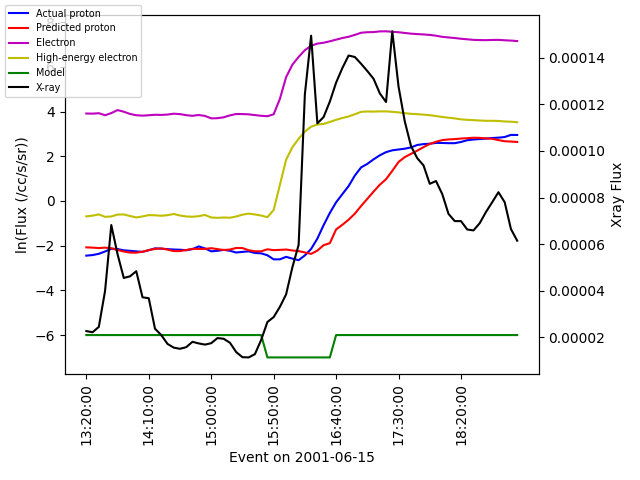 Actual proton
Predicted proton
Electron
High-energy electron
Model
X-ray
4
2
0
−2
−4
−6
ln(Flux (/cc/s/sr))
0.00014
0.00012
0.00010
0.00008
0.00006
0.00004
0.00002
Xray Flux
13:20:00
14:10:00
15:00:00
15:50:00
16:40:00
17:30:00
18:20:00
Event on 2001-06-15